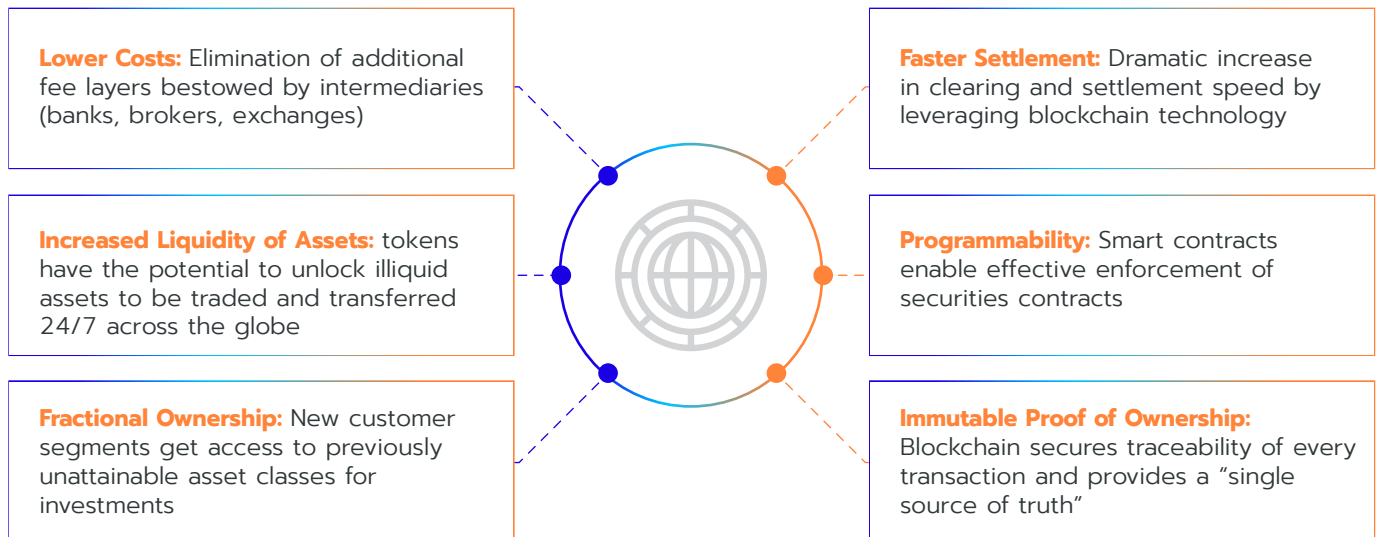 Lower Costs: Elimination of additional
fee layers bestowed by intermediaries
(banks, brokers, exchanges)
Increased Liquidity of Assets: tokens
have the potential to unlock illiquid
assets to be traded and transferred
24/7 across the globe
Fractional Ownership: New customer
segments get access to previously
unattainable asset classes for
investments
Faster Settlement: Dramatic increase
in clearing and settlement speed by
leveraging blockchain technology
Programmability: Smart contracts
enable effective enforcement of
securities contracts
Immutable Proof of Ownership:
Blockchain secures traceability of every
transaction and provides a “single
source of truth”